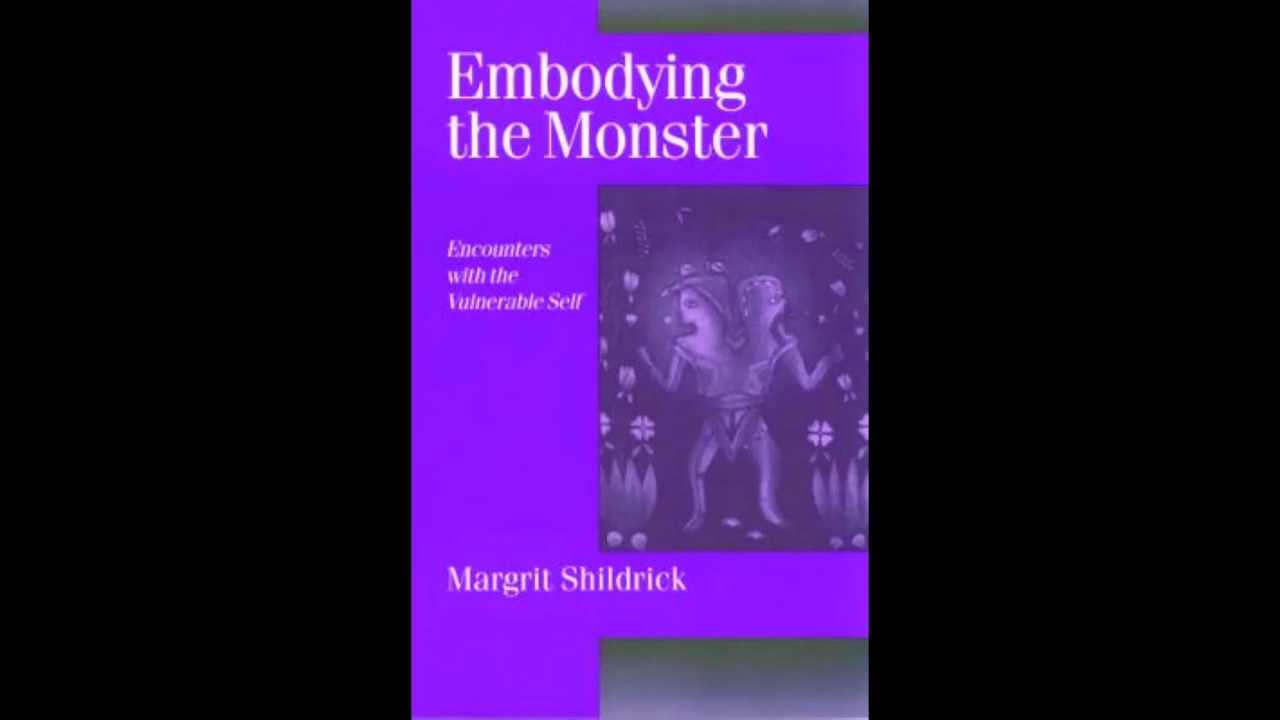 Embodying
the Monster
Encounters
with the
Vulnerable Self
Margrit Shildrick